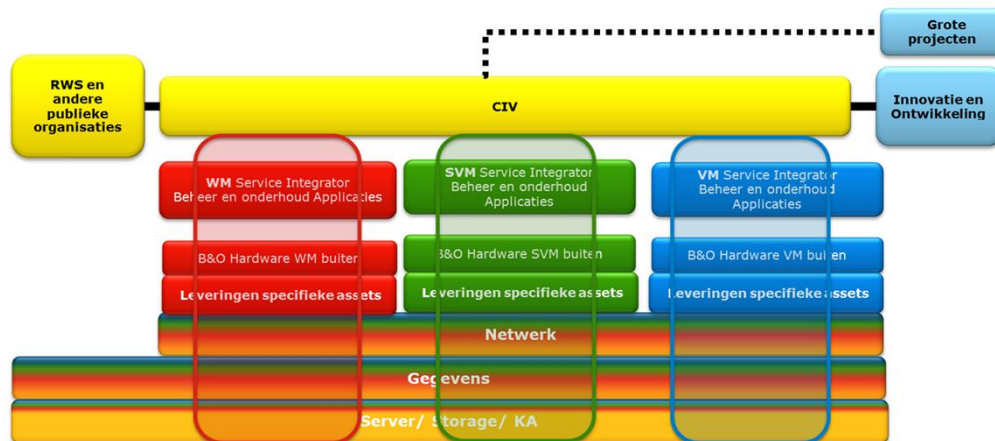 Grote
projecten
RWS en
andere
publieke
organisaties
CIV
Innovatie en
Ontwikkeling
WM Service Integrator
Beheer en onderhoud Applicaties
SVM Service Integrator
Beheer en onderhoud
Applicaties
VM Service Integrator
Beheer en onderhoud
Applicaties
B&O Hardware WM buiten
B&O Hardware SVM buiten
B&O Hardware VM buiten
Leveringen specifieke assets
Leveringen specifieke assets
Leveringen specifieke assets
Netwerk
Gegevens
Server/ Storage/ KA